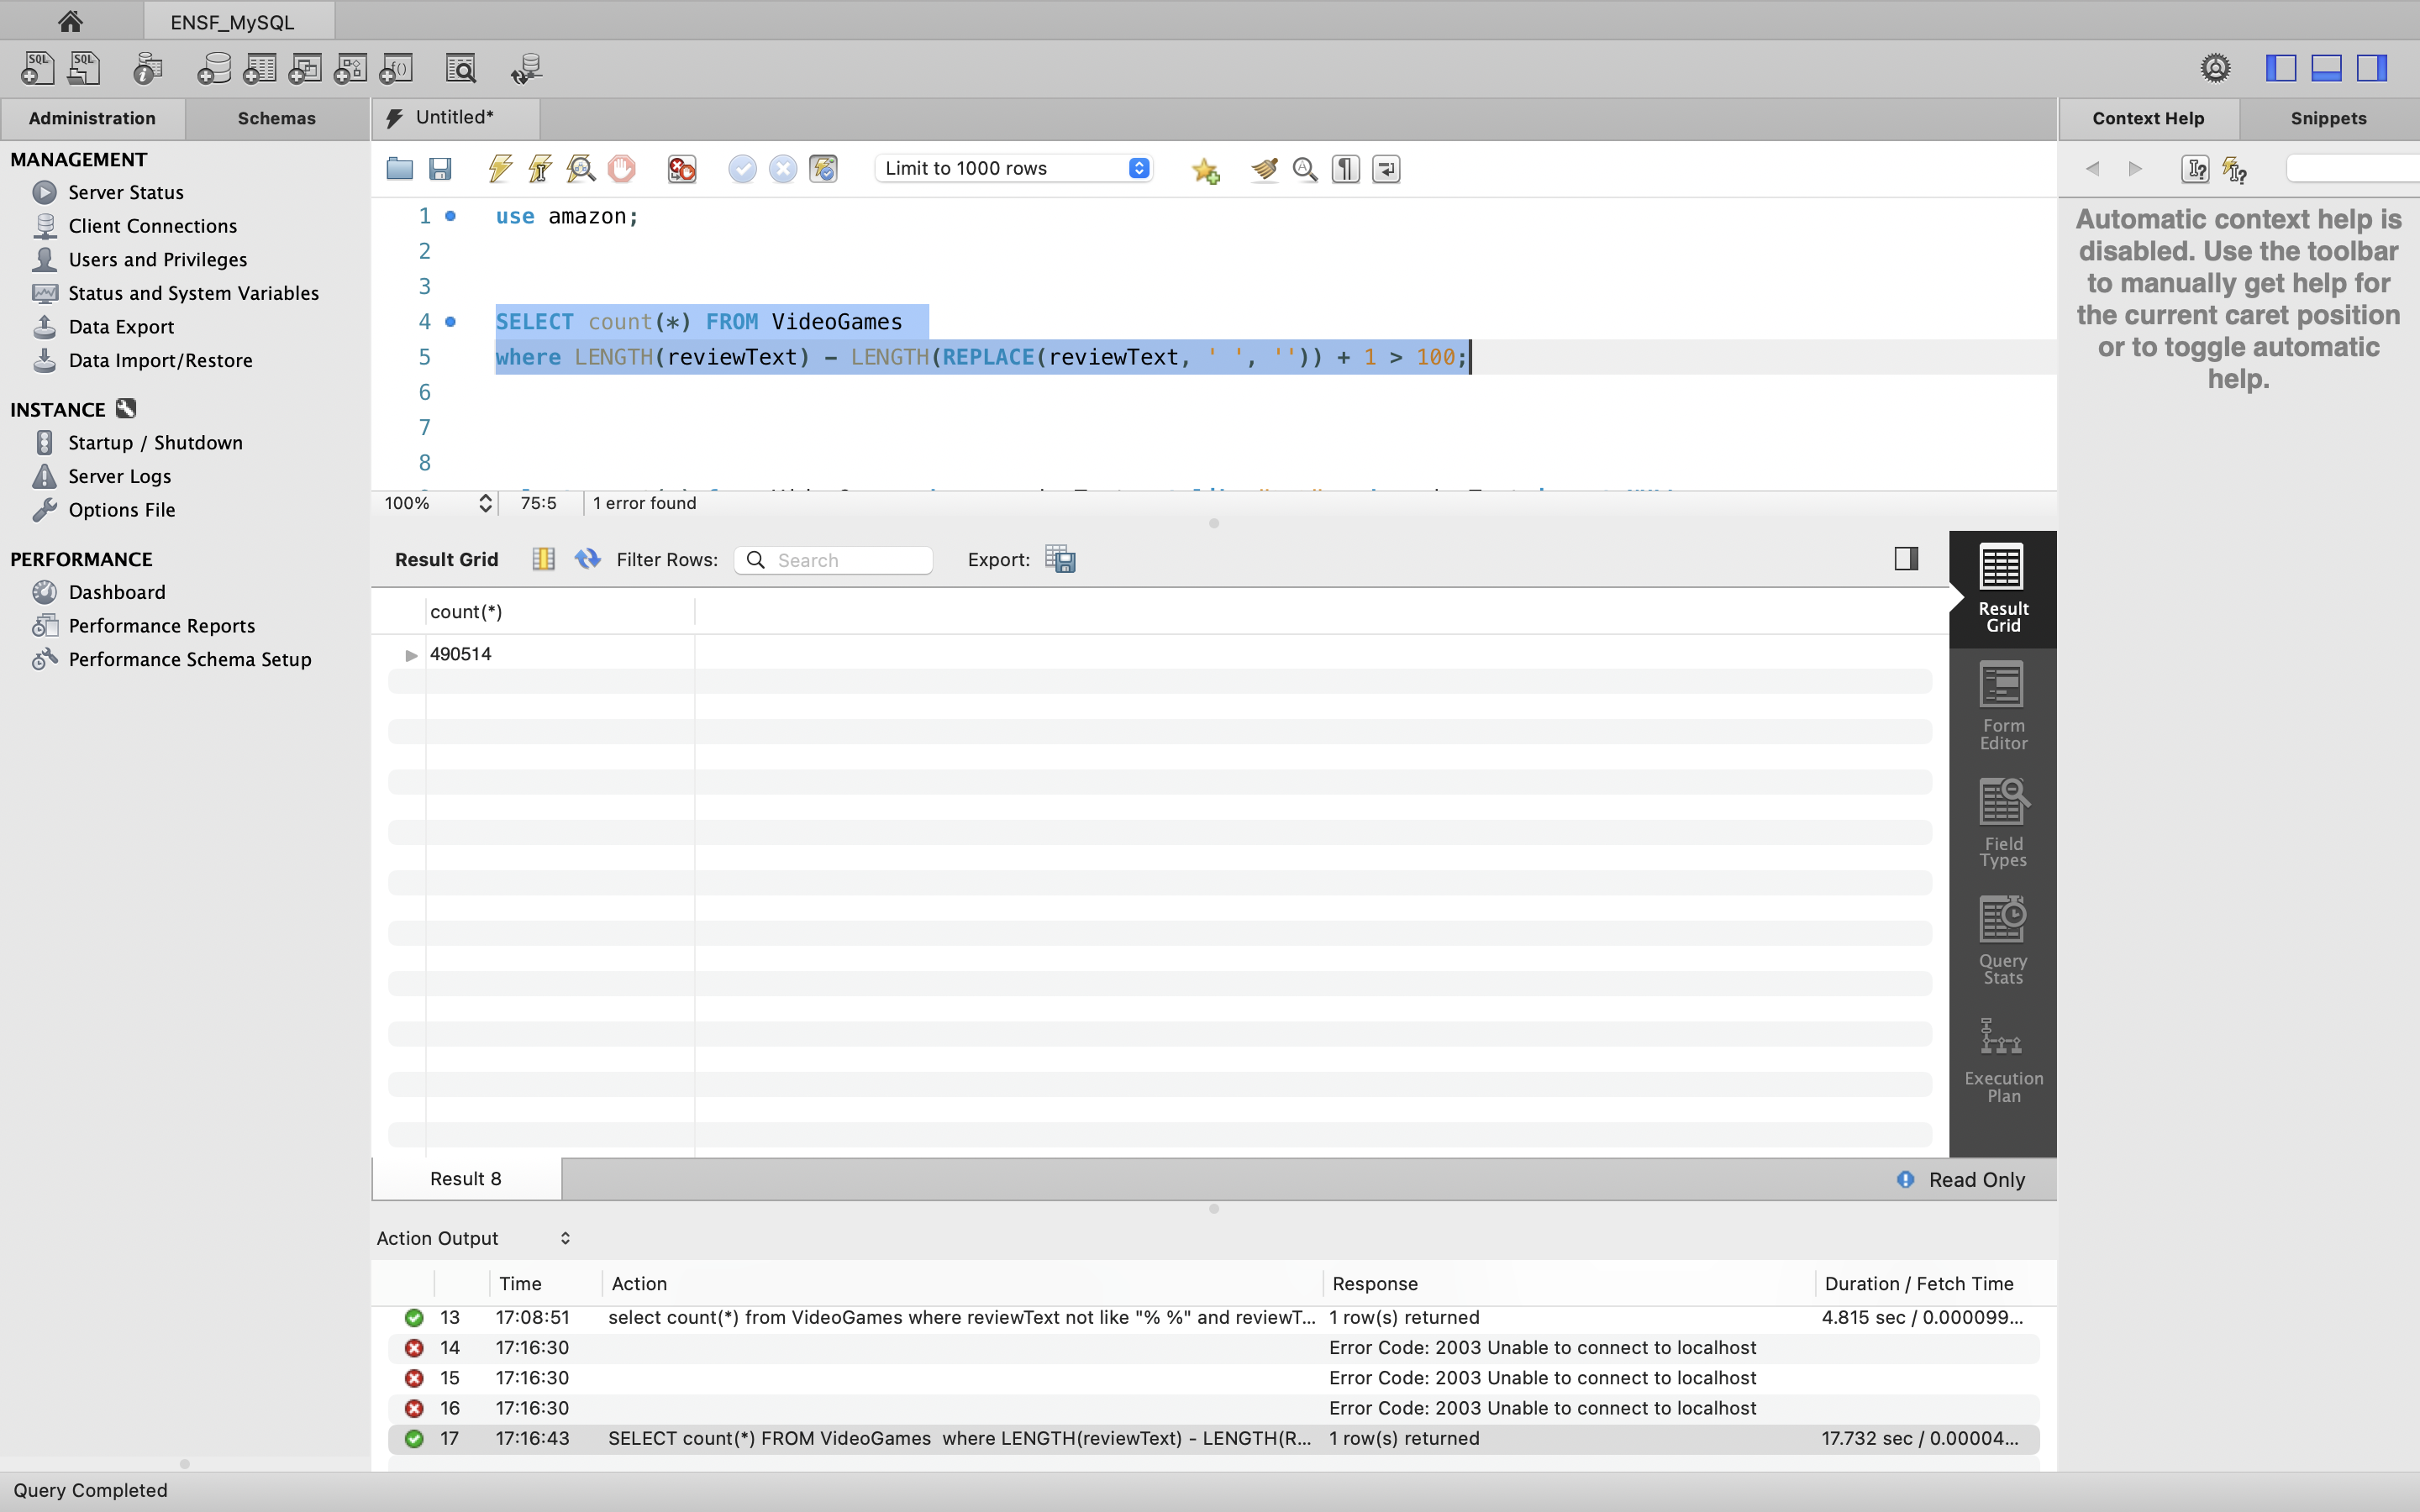 ENSF_MySQL
SQL SQL
Administration Schemas
Untitled*
Context Help Snippets
MANAGEMENT
Server Status
Client Connections
Users and Privileges
Status and System Variables
Data Export
Data Import/Restore
INSTANCE
Startup / Shutdown
Server Logs
Options File
PERFORMANCE
Dashboard
Performance Reports
Performance Schema Setup
Limit to 1000 rows
1 use amazon;
2
3
4 SELECT count(*) FROM VideoGames
5 where LENGTH(reviewText) - LENGTH(REPLACE(reviewText, ' ', '')) + 1 > 100;
6
7
8
100% 75:5 1 error found
Automatic context help is
disabled. Use the toolbar
to manually get help for
the current caret position
or to toggle automatic
help.
Result Grid Filter Rows: Search Export:
count(*)
490514
Result
Grid
Form
Editor
Field
Types
Query
Stats
Execution
Plan
Result 8
Read Only
Action Output
Time Action Response Duration / Fetch Time
13 17:08:51 select count(*) from VideoGames where reviewText not like "% %" and reviewT... 1 row(s) returned 4.815 sec / 0.000099...
14 17:16:30 Error Code: 2003 Unable to connect to localhost
15 17:16:30 Error Code: 2003 Unable to connect to localhost
16 17:16:30 Error Code: 2003 Unable to connect to localhost
17 17:16:43 SELECT count(*) FROM VideoGames  where LENGTH(reviewText) - LENGTH(R... 1 row(s) returned 17.732 sec / 0.00004...
Query Completed